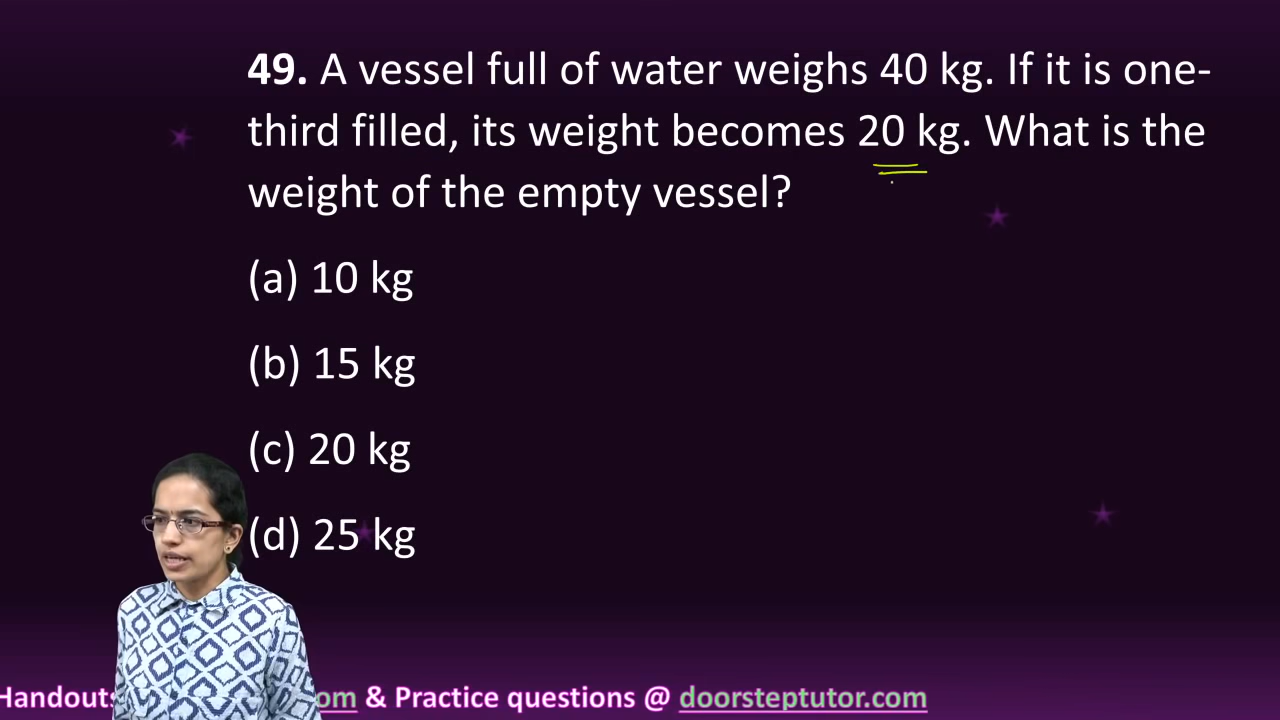 49. A vessel full of water weighs 40 kg. If it is one-
third filled, its weight becomes 20 kg. What is the
weight of the empty vessel?
(a) 10 kg
(b) 15 kg
(c) 20 kg
(d) 25 kg
Handouts om & Practice questions @ doorsteptutor.com